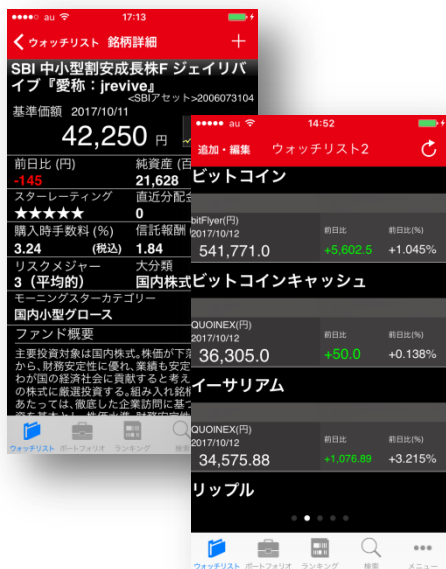 au 17:13
ウォッチリスト 銘柄詳細 +
SBI 中小型割安成長株F ジェイリバ
イブ『愛称：jrevive』
<SBIアセット>2006073104
基準価額 2017/10/11
42,250 円
前日比 (円) 純資産 (百
-145 21,628
スターレーティング 直近分配金
★★★★★ 0
購入時手数料 (%) 信託報酬
3.24 (税込) 1.84
リスクメジャー 大分類
3（平均的） 国内株式
モーニングスターカテゴリー
国内小型グロース
ファンド概要
主要投資対象は国内株式。株価が下落
から、財務安定性に優れ、業績も安定
わが国の経済社会に貢献すると考え
の株式に厳選投資する。組み入れ銘柄
あたっては、徹底した企業訪問に基づ
ウォッチリスト ポートフォリオ ランキング 検索
au 14:52
追加・編集 ウォッチリスト2
ビットコイン
bitFlyer(円)
2017/10/12 前日比 前日比(%)
541,771.0 +5,602.5 +1.045%
ビットコインキャッシュ
QUOINEX(円)
2017/10/12 前日比 前日比(%)
36,305.0 +50.0 +0.138%
イーサリアム
QUOINEX(円)
2017/10/12 前日比 前日比(%)
34,575.88 +1,076.89 +3.215%
リップル
ウォッチリスト ポートフォリオ ランキング 検索 メニュー